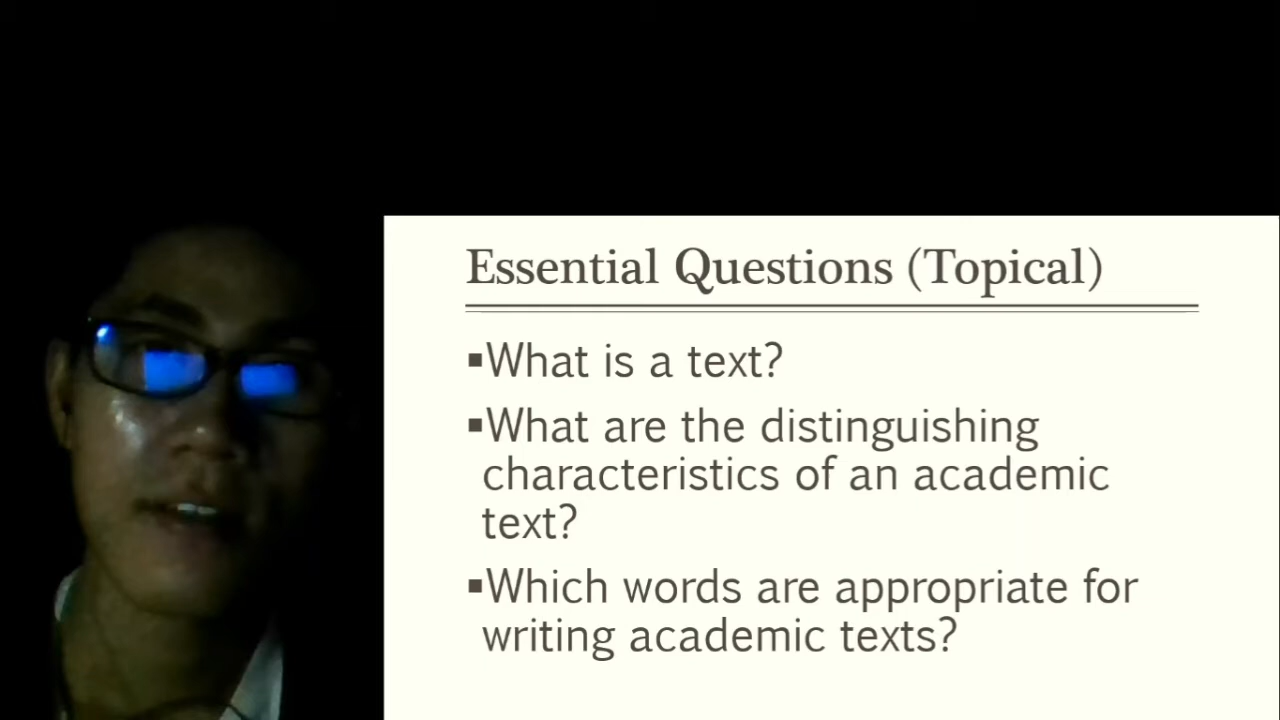 Essential Questions (Topical)
▪What is a text?
▪What are the distinguishing
characteristics of an academic
text?
▪Which words are appropriate for
writing academic texts?